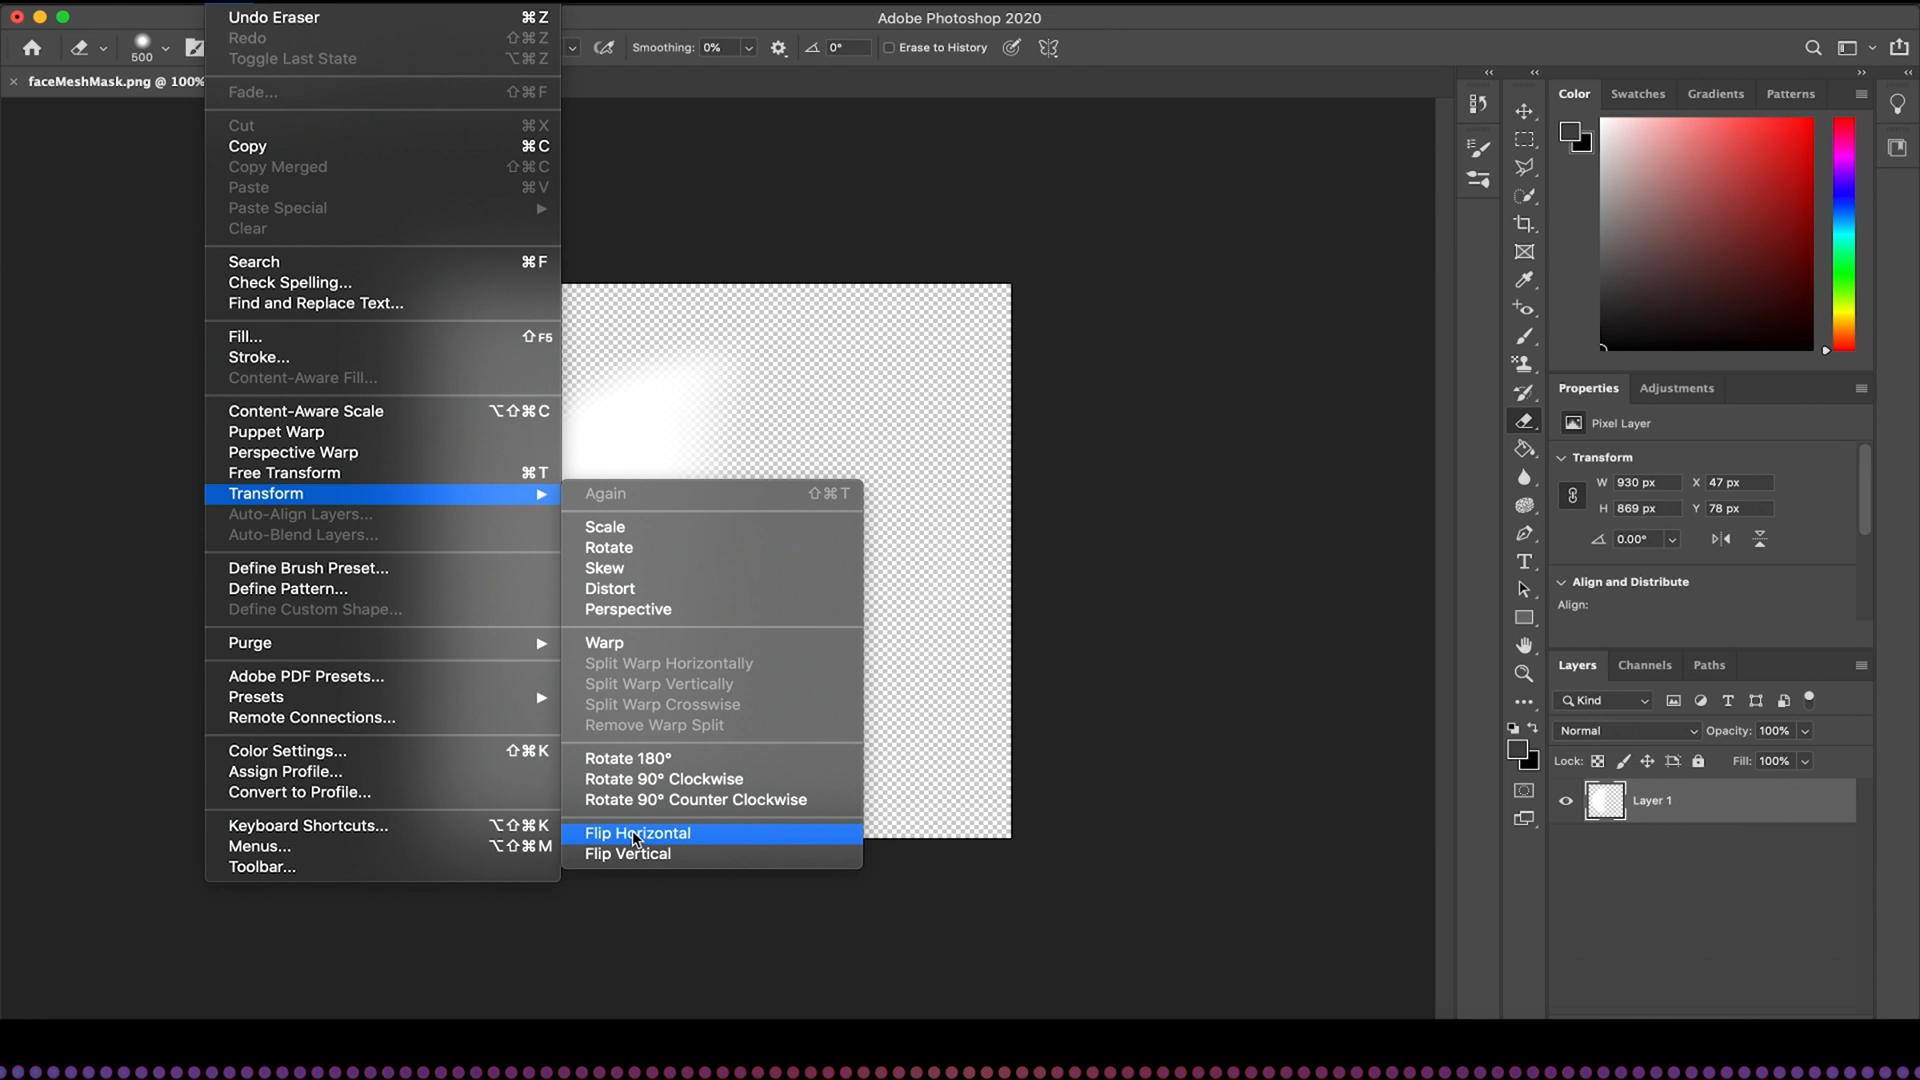 Adobe Photoshop 2020
500
Smoothing: 0%
0°
Erase to History
faceMeshMask.png @ 100%
Undo Eraser ⌘Z
Redo ⇧⌘Z
Toggle Last State ⌥⌘Z
Fade... ⇧⌘F
Cut ⌘X
Copy ⌘C
Copy Merged ⇧⌘C
Paste ⌘V
Paste Special
Clear
Search ⌘F
Check Spelling...
Find and Replace Text...
Fill... ⇧F5
Stroke...
Content-Aware Fill...
Content-Aware Scale ⌥⇧⌘C
Puppet Warp
Perspective Warp
Free Transform ⌘T
Transform
Auto-Align Layers...
Auto-Blend Layers...
Define Brush Preset...
Define Pattern...
Define Custom Shape...
Purge
Adobe PDF Presets...
Presets
Remote Connections...
Color Settings... ⇧⌘K
Assign Profile...
Convert to Profile...
Keyboard Shortcuts... ⌥⇧⌘K
Menus... ⌥⇧⌘M
Toolbar...
Again ⇧⌘T
Scale
Rotate
Skew
Distort
Perspective
Warp
Split Warp Horizontally
Split Warp Vertically
Split Warp Crosswise
Remove Warp Split
Rotate 180°
Rotate 90° Clockwise
Rotate 90° Counter Clockwise
Flip Horizontal
Flip Vertical
Color Swatches Gradients Patterns
Properties Adjustments
Pixel Layer
Transform
W 930 px X 47 px
H 869 px Y 78 px
0.00°
Align and Distribute
Align:
Layers Channels Paths
Kind
Normal Opacity: 100%
Lock: Fill: 100%
Layer 1